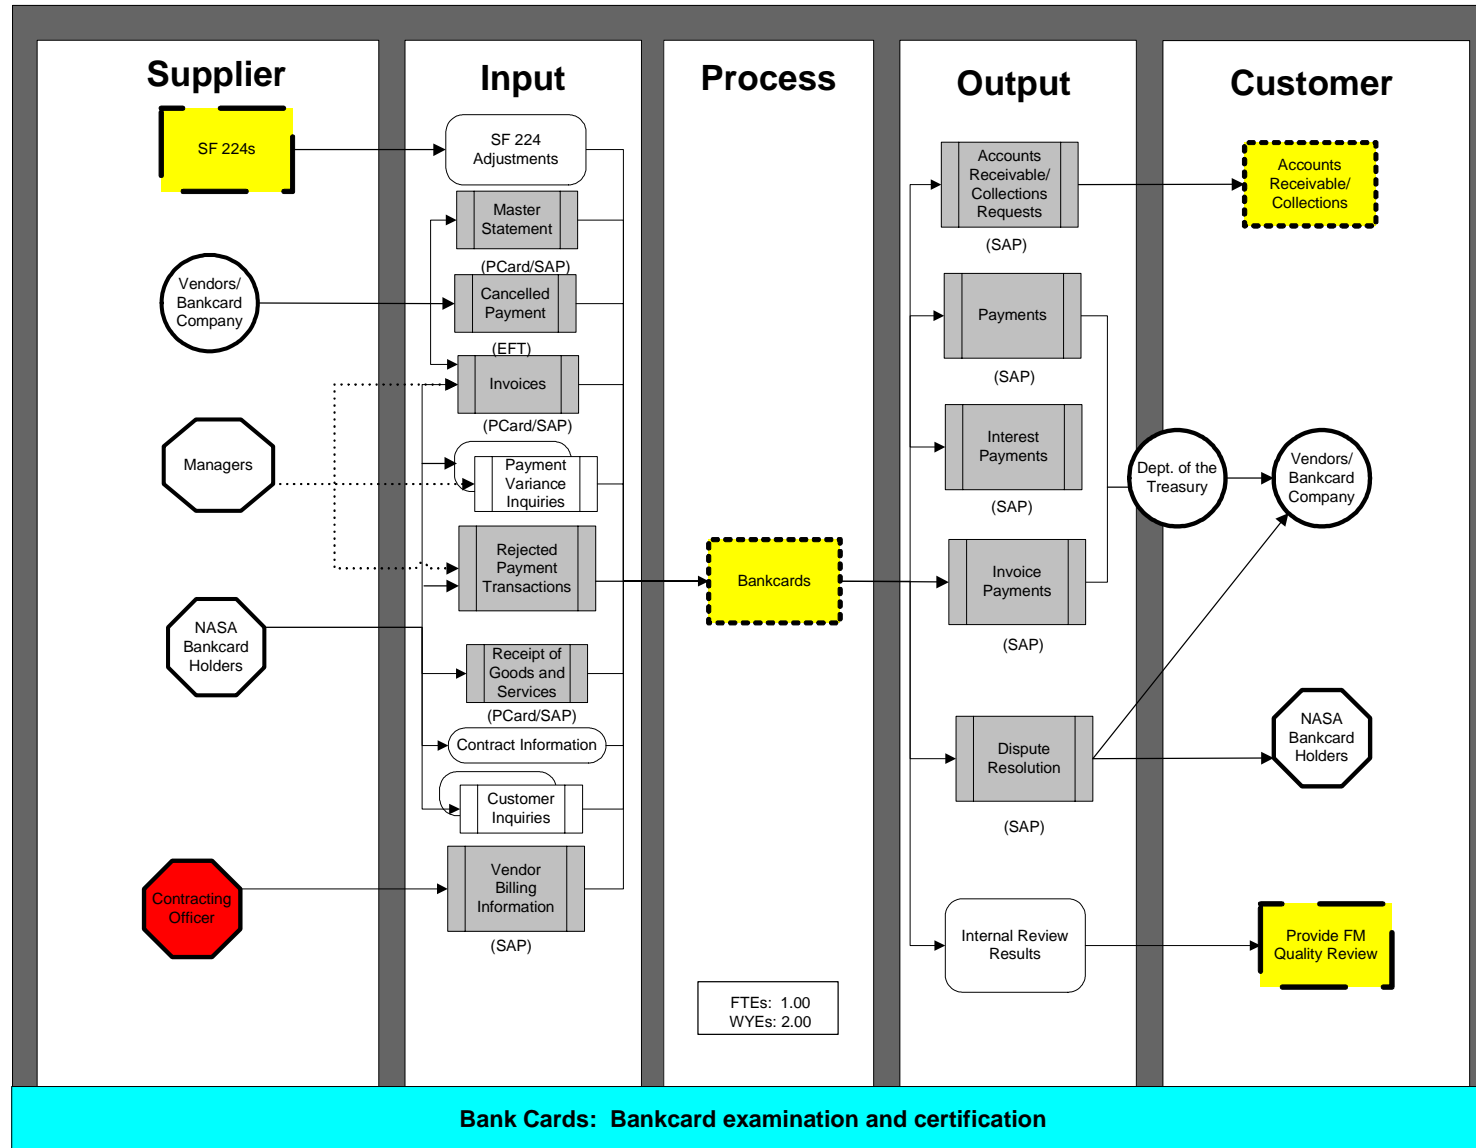 Supplier
Input
Process
Output
Customer
SF 224s
Vendors/
Bankcard
Company
Managers
NASA
Bankcard
Holders
Contracting
Officer
SF 224
Adjustments
Master
Statement
(PCard/SAP)
Cancelled
Payment
(EFT)
Invoices
(PCard/SAP)
Payment
Variance
Inquiries
Rejected
Payment
Transactions
Receipt of
Goods and
Services
(PCard/SAP)
Contract Information
Customer
Inquiries
Vendor
Billing
Information
(SAP)
Bankcards
FTEs: 1.00
WYEs: 2.00
Accounts
Receivable/
Collections
Requests
(SAP)
Payments
(SAP)
Interest
Payments
(SAP)
Invoice
Payments
(SAP)
Dispute
Resolution
(SAP)
Internal Review
Results
Accounts
Receivable/
Collections
Dept. of the
Treasury
Vendors/
Bankcard
Company
NASA
Bankcard
Holders
Provide FM
Quality Review
Bank Cards: Bankcard examination and certification